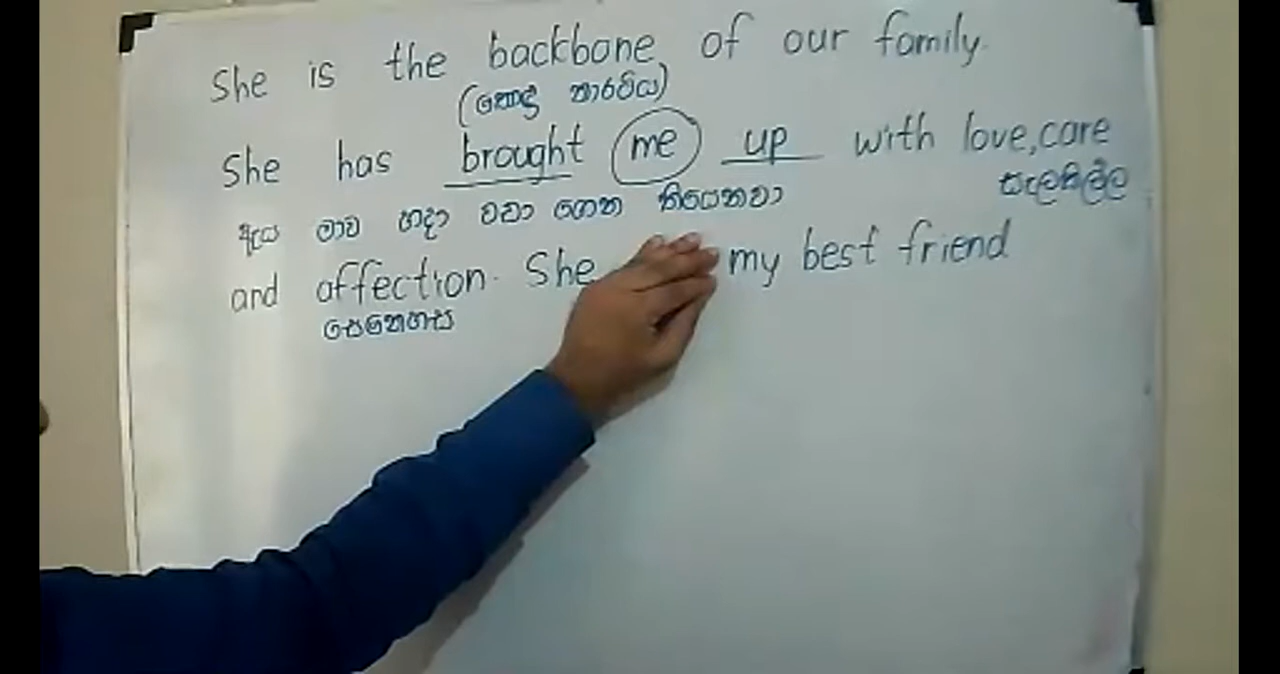 She is the backbone of our family.
(කොඳු නාරටිය)
She has brought me up with love, care
ඇය මාව හදා වඩා ගෙන තියෙනවා සැලකිල්ල
and affection. She my best friend
සෙනෙහස